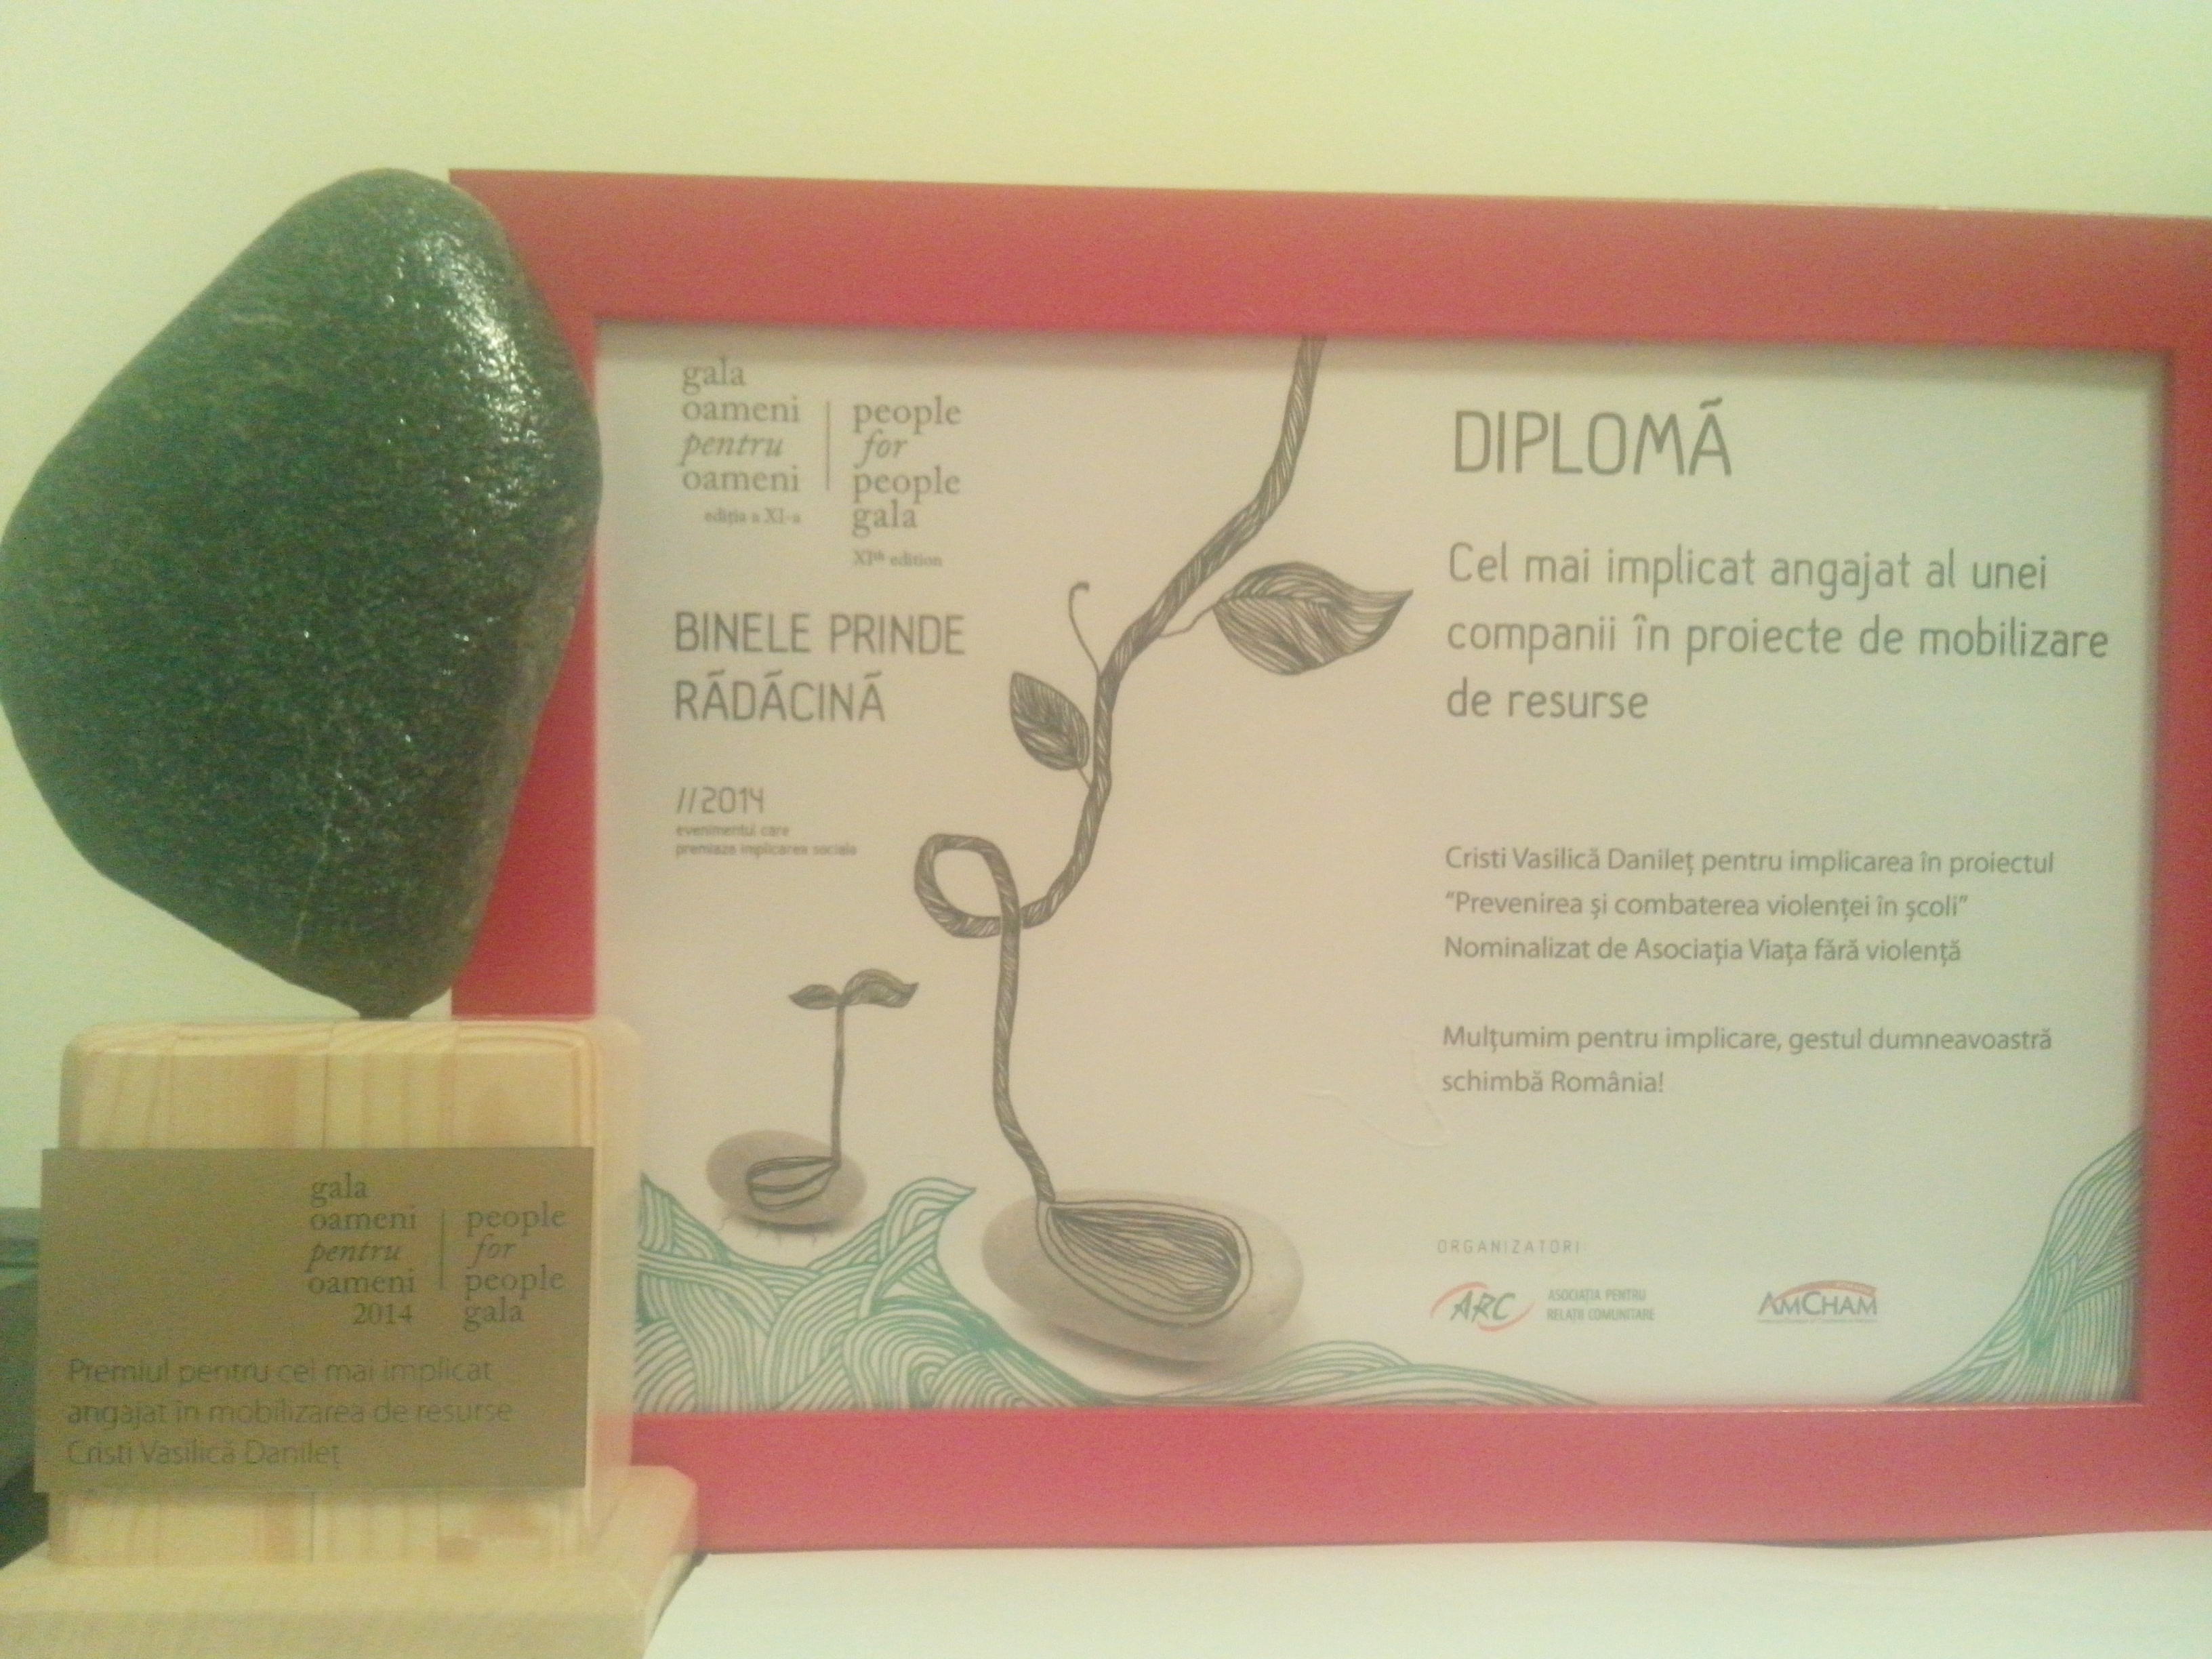 gala
oameni
pentru
oameni
ediția a XI-a
people
for
people
gala
XIth edition
BINELE PRINDE
RĂDĂCINĂ
//2014
evenimentul care
premiaza implicarea sociala
DIPLOMĂ
Cel mai implicat angajat al unei
companii în proiecte de mobilizare
de resurse
Cristi Vasilică Danileț pentru implicarea în proiectul
“Prevenirea și combaterea violenței în școli”
Nominalizat de Asociația Viața fără violență
Mulțumim pentru implicare, gestul dumneavoastră
schimbă România!
ORGANIZATORI:
ARC
ASOCIAȚIA PENTRU
RELAȚII COMUNITARE
AMCHAM
gala
oameni
pentru
oameni
2014
people
for
people
gala
Premiul pentru cel mai implicat
angajat în mobilizarea de resurse
Cristi Vasilică Danileț